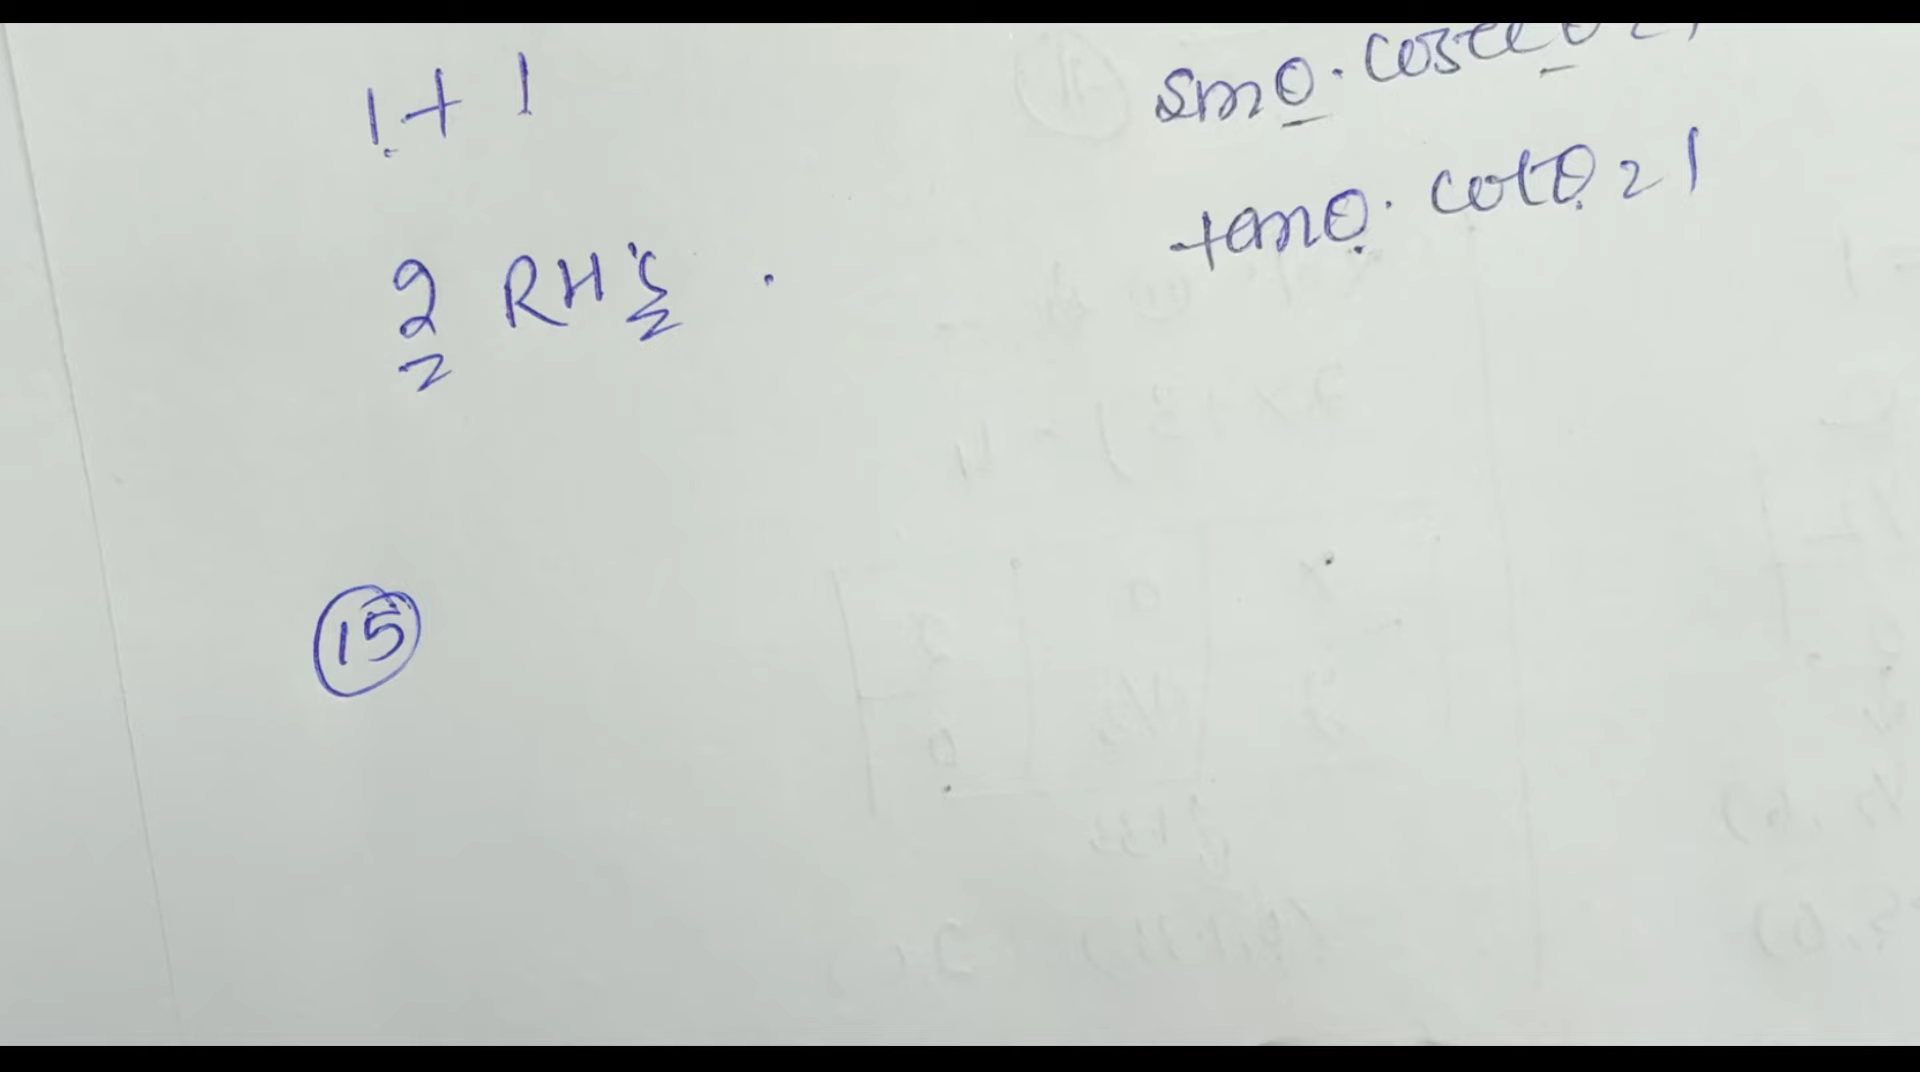 1 + 1
sinθ . cosecθ = 1
tanθ . cotθ = 1
2 RHS .
15